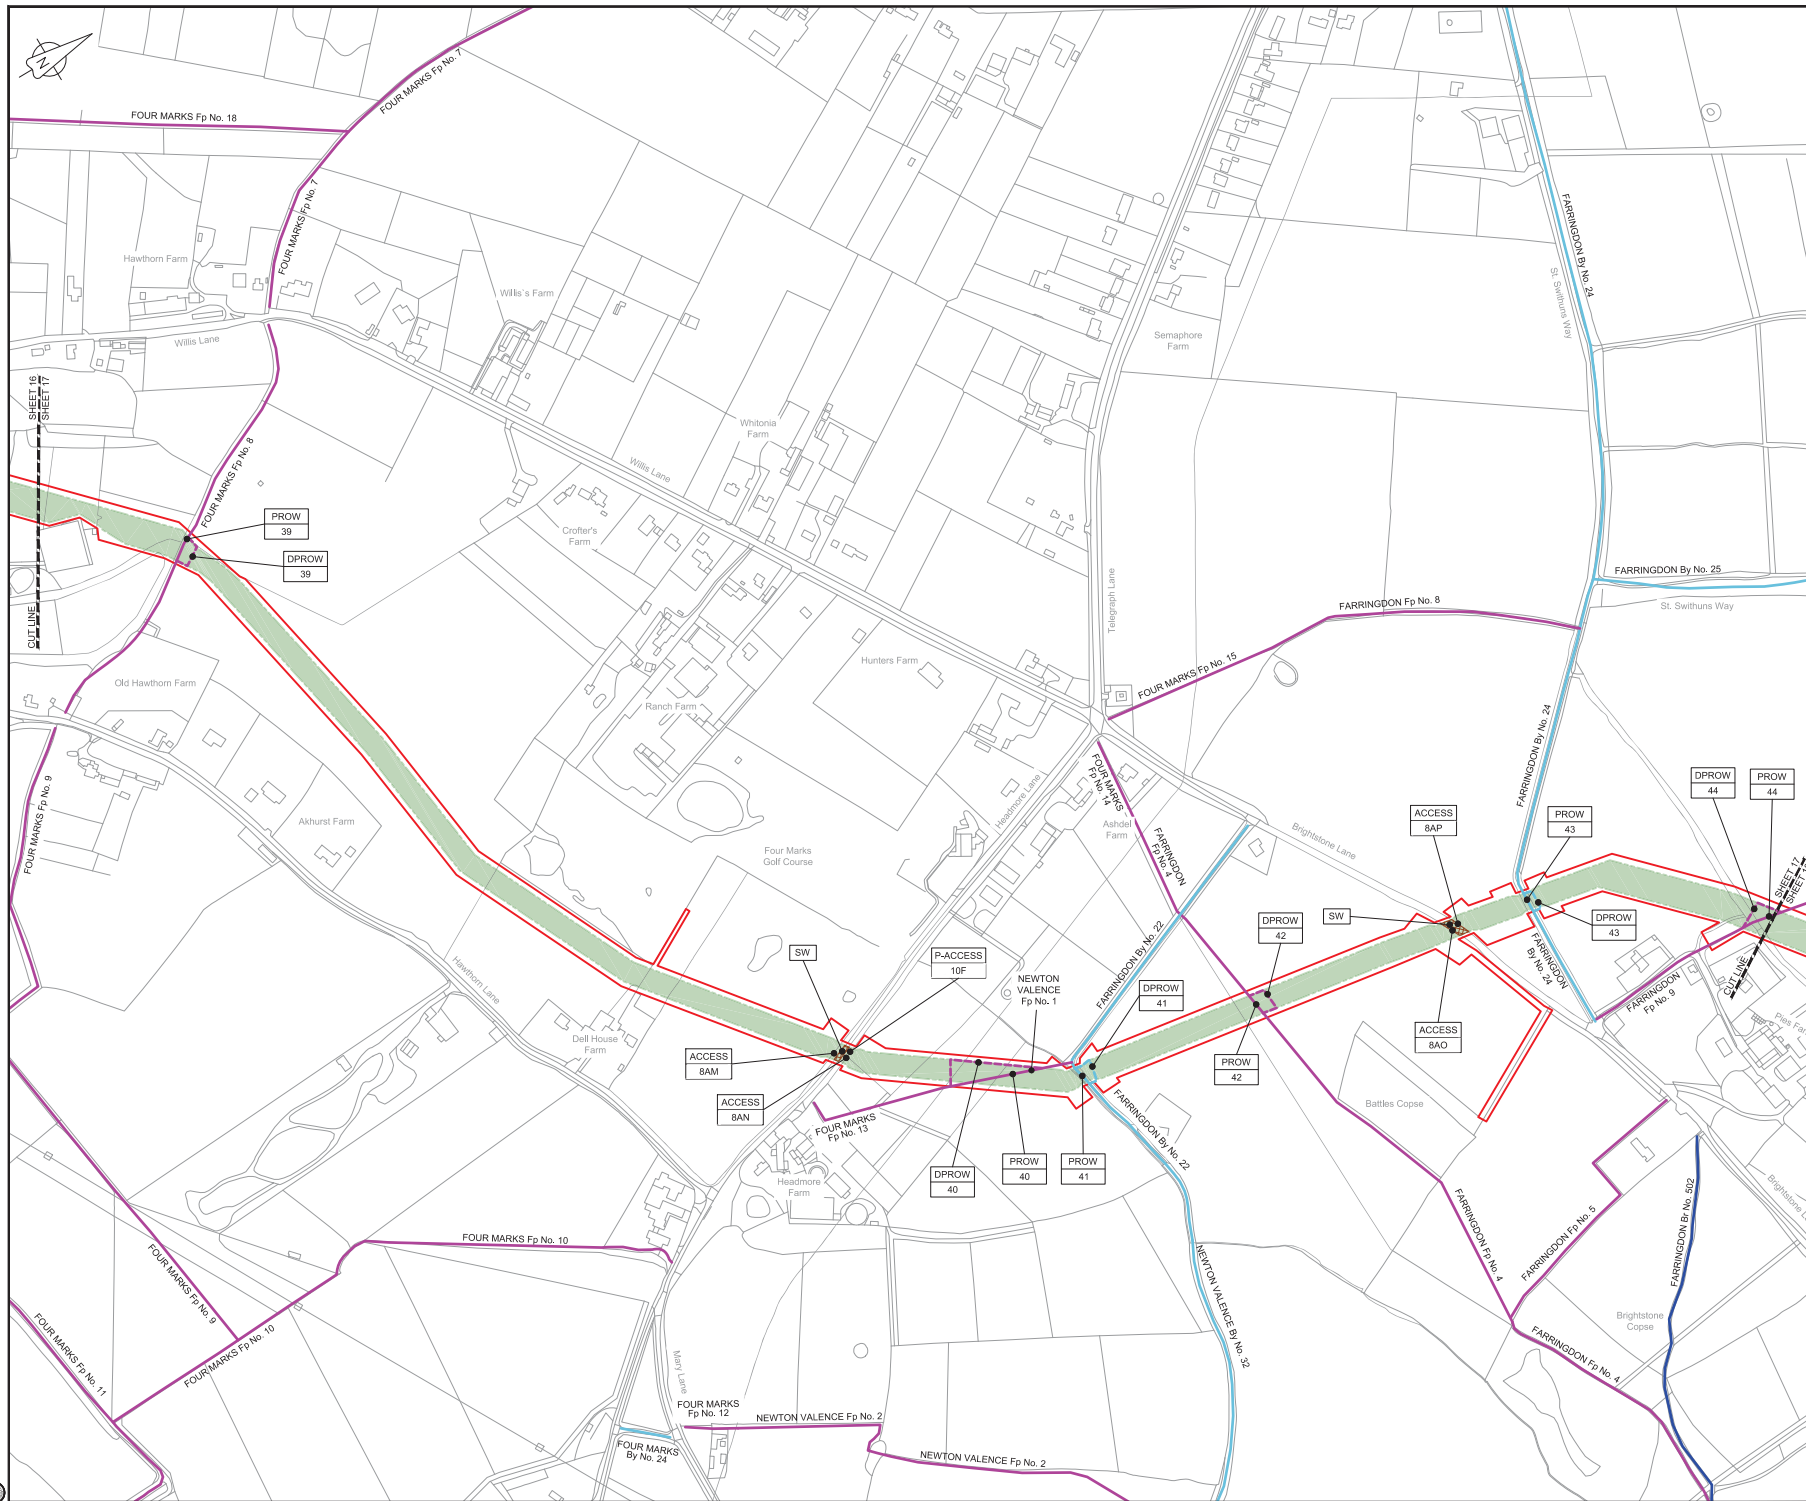 N
FOUR MARKS Fp No. 7
FOUR MARKS Fp No. 18
FOUR MARKS Fp No. 7
Hawthorn Farm
Willis's Farm
Willis Lane
SHEET 16
SHEET 17
CUT LINE
FOUR MARKS Fp No. 8
PROW
39
DPROW
39
Whitonia
Farm
Willis Lane
Crofter's
Farm
Semaphore
Farm
FARRINGDON By No. 24
St. Swithuns Way
FARRINGDON By No. 25
St. Swithuns Way
Telegraph Lane
FARRINGDON Fp No. 8
FOUR MARKS Fp No. 15
Hunters Farm
Ranch Farm
Old Hawthorn Farm
FOUR MARKS Fp No. 9
Akhurst Farm
Four Marks
Golf Course
Headmore Lane
FOUR MARKS
Fp No. 14
Ashdel
Farm
FARRINGDON
Fp No. 4
Brightstone Lane
FARRINGDON By No. 24
ACCESS
8AP
PROW
43
DPROW
44
PROW
44
SHEET 17
CUT LINE
SW
DPROW
43
FARRINGDON
By No. 24
FARRINGDON
Fp No. 9
ACCESS
8AO
DPROW
42
PROW
42
FARRINGDON By No. 22
DPROW
41
NEWTON
VALENCE
Fp No. 1
P-ACCESS
10F
SW
Hawthorn Lane
Dell House
Farm
ACCESS
8AM
ACCESS
8AN
FOUR MARKS
Fp No. 13
DPROW
40
PROW
40
PROW
41
FARRINGDON By No. 22
Battles Copse
Headmore
Farm
FARRINGDON Fp No. 4
FARRINGDON Fp No. 5
FARRINGDON Br No. 502
Brightstone
Brightstone
Copse
FARRINGDON Fp No. 4
NEWTON VALENCE By No. 32
FOUR MARKS Fp No. 10
FOUR MARKS Fp No. 9
FOUR MARKS Fp No. 10
FOUR MARKS Fp No. 11
Mary Lane
FOUR MARKS
Fp No. 12
NEWTON VALENCE Fp No. 2
FOUR MARKS
By No. 24
NEWTON VALENCE Fp No. 2